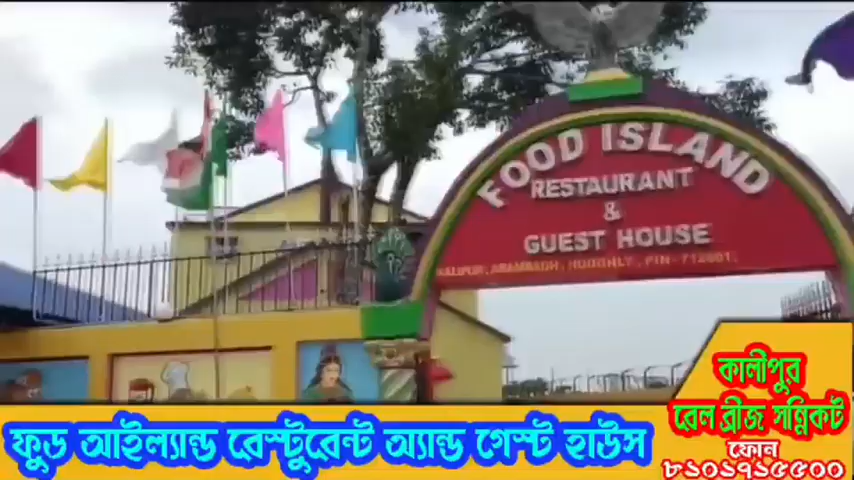 FOOD ISLAND
RESTAURANT
&
GUEST HOUSE
KALIPUR, ARAMBAGH, HOOGHLY, PIN- 712601.
কালীপুর
রেল ব্রীজ সন্নিকট
ফোন
৮১০১৭১৫৫০০
ফুড আইল্যান্ড রেস্টুরেন্ট অ্যান্ড গেস্ট হাউস